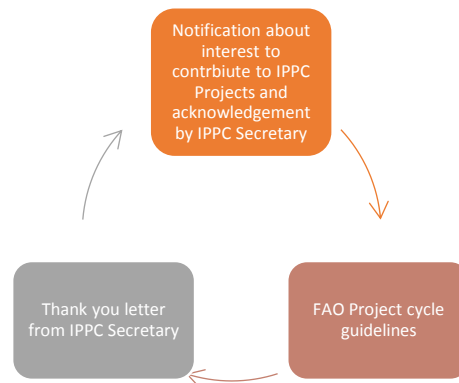 Notification about
interest to
contrbiute to IPPC
Projects and
acknowledgement
by IPPC Secretary
Thank you letter
from IPPC Secretary
FAO Project cycle
guidelines